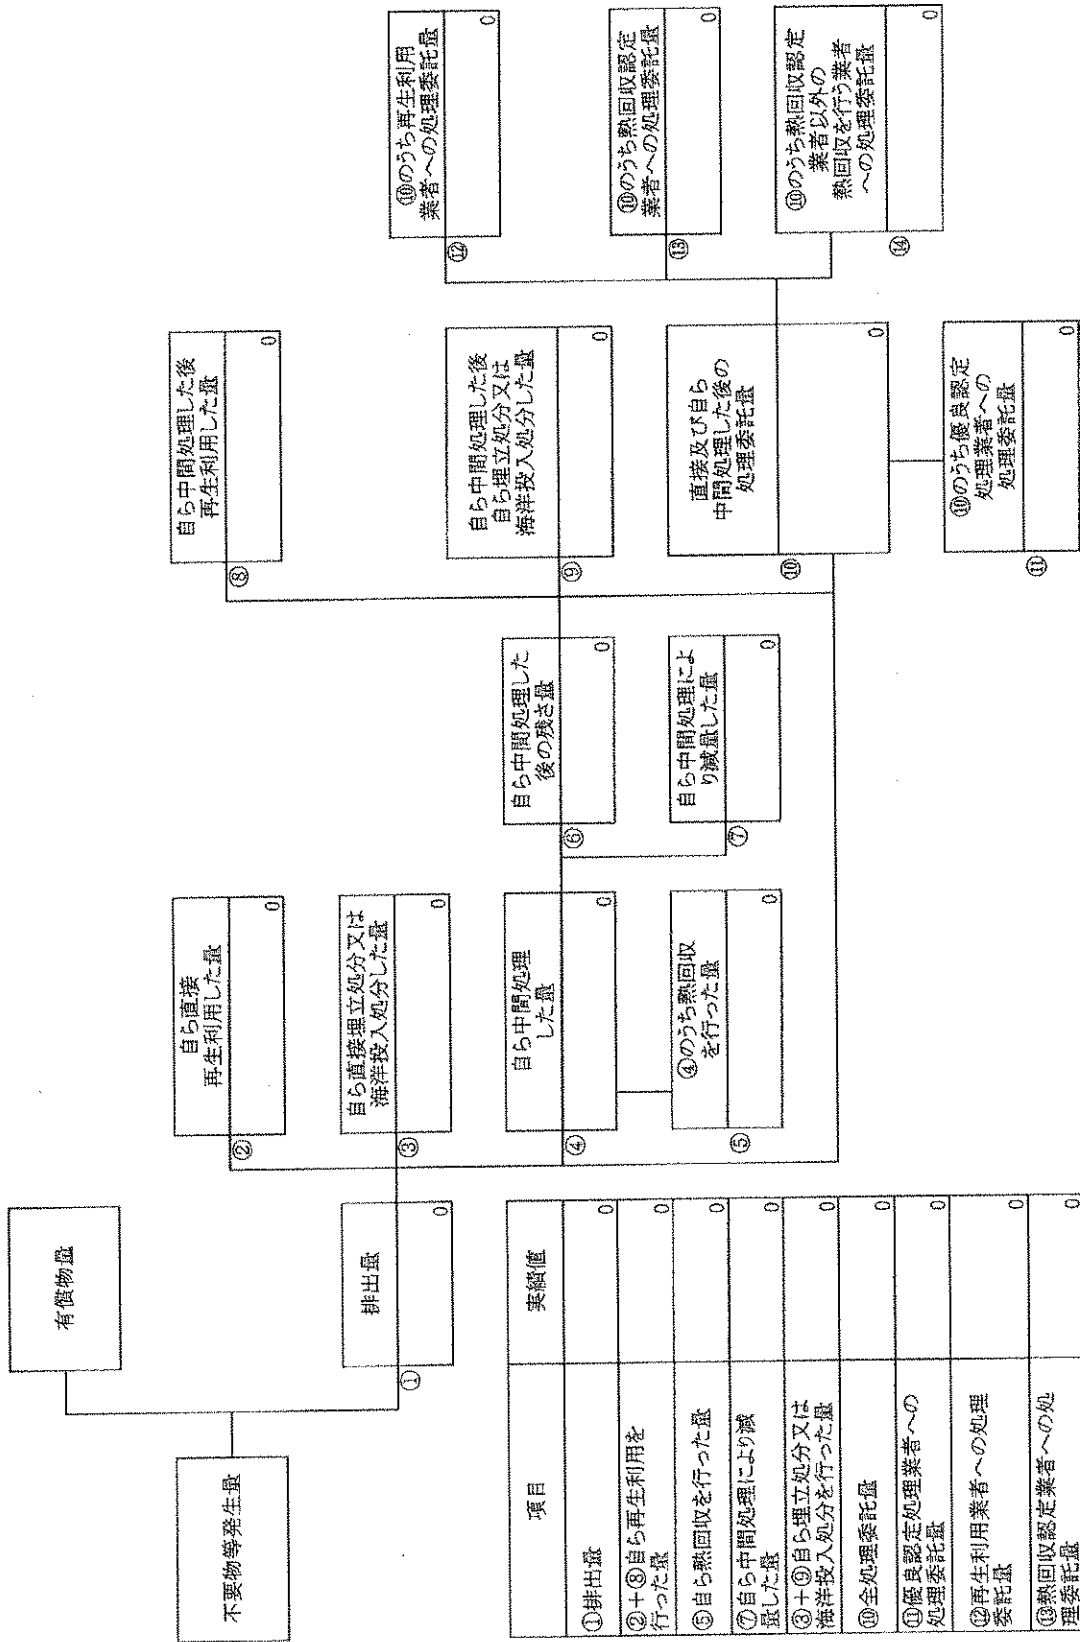 不要物等発生量
有償物量
①
排出量
0
②
自ら直接
再生利用した量
0
③
自ら直接埋立処分又は
海洋投入処分した量
0
④
自ら中間処理
した量
0
⑤
④のうち熱回収
を行った量
0
⑥
自ら中間処理した
後の残さ量
0
⑦
自ら中間処理によ
り減量した量
0
⑧
自ら中間処理した後
再生利用した量
0
⑨
自ら中間処理した後
自ら埋立処分又は
海洋投入処分した量
0
⑩
直接及び自ら
中間処理した後の
処理委託量
0
⑪
⑩のうち優良認定
処理業者への
処理委託量
0
⑫
⑩のうち再生利用
業者への処理委託量
0
⑬
⑩のうち熱回収認定
業者への処理委託量
0
⑭
⑩のうち熱回収認定
業者以外の
熱回収を行う業者
への処理委託量
0
項目
実績値
①排出量
0
②+⑧自ら再生利用を
行った量
0
⑤自ら熱回収を行った量
0
⑦自ら中間処理により減
量した量
0
③+⑨自ら埋立処分又は
海洋投入処分を行った量
0
⑩全処理委託量
0
⑪優良認定処理業者への
処理委託量
0
⑫再生利用業者への処理
委託量
0
⑬熱回収認定業者への処
理委託量
0